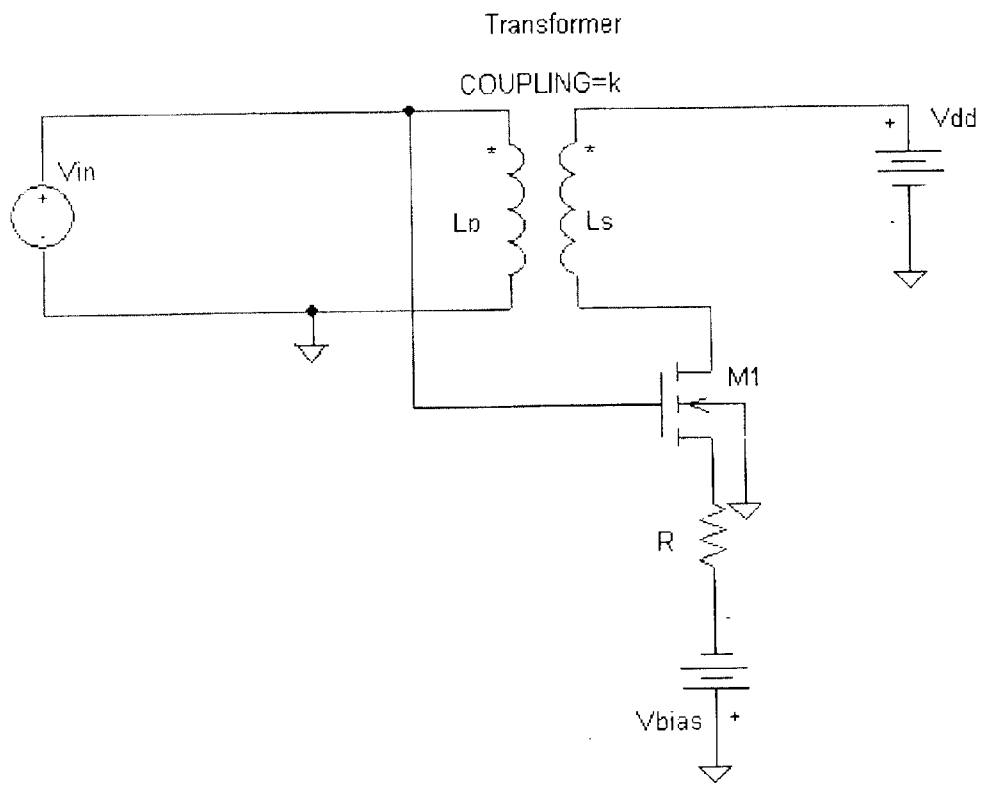 Transformer
COUPLING=k
+
Vdd
Vin
*
*
+
-
Lp
Ls
-
M1
R
-
Vbias
+